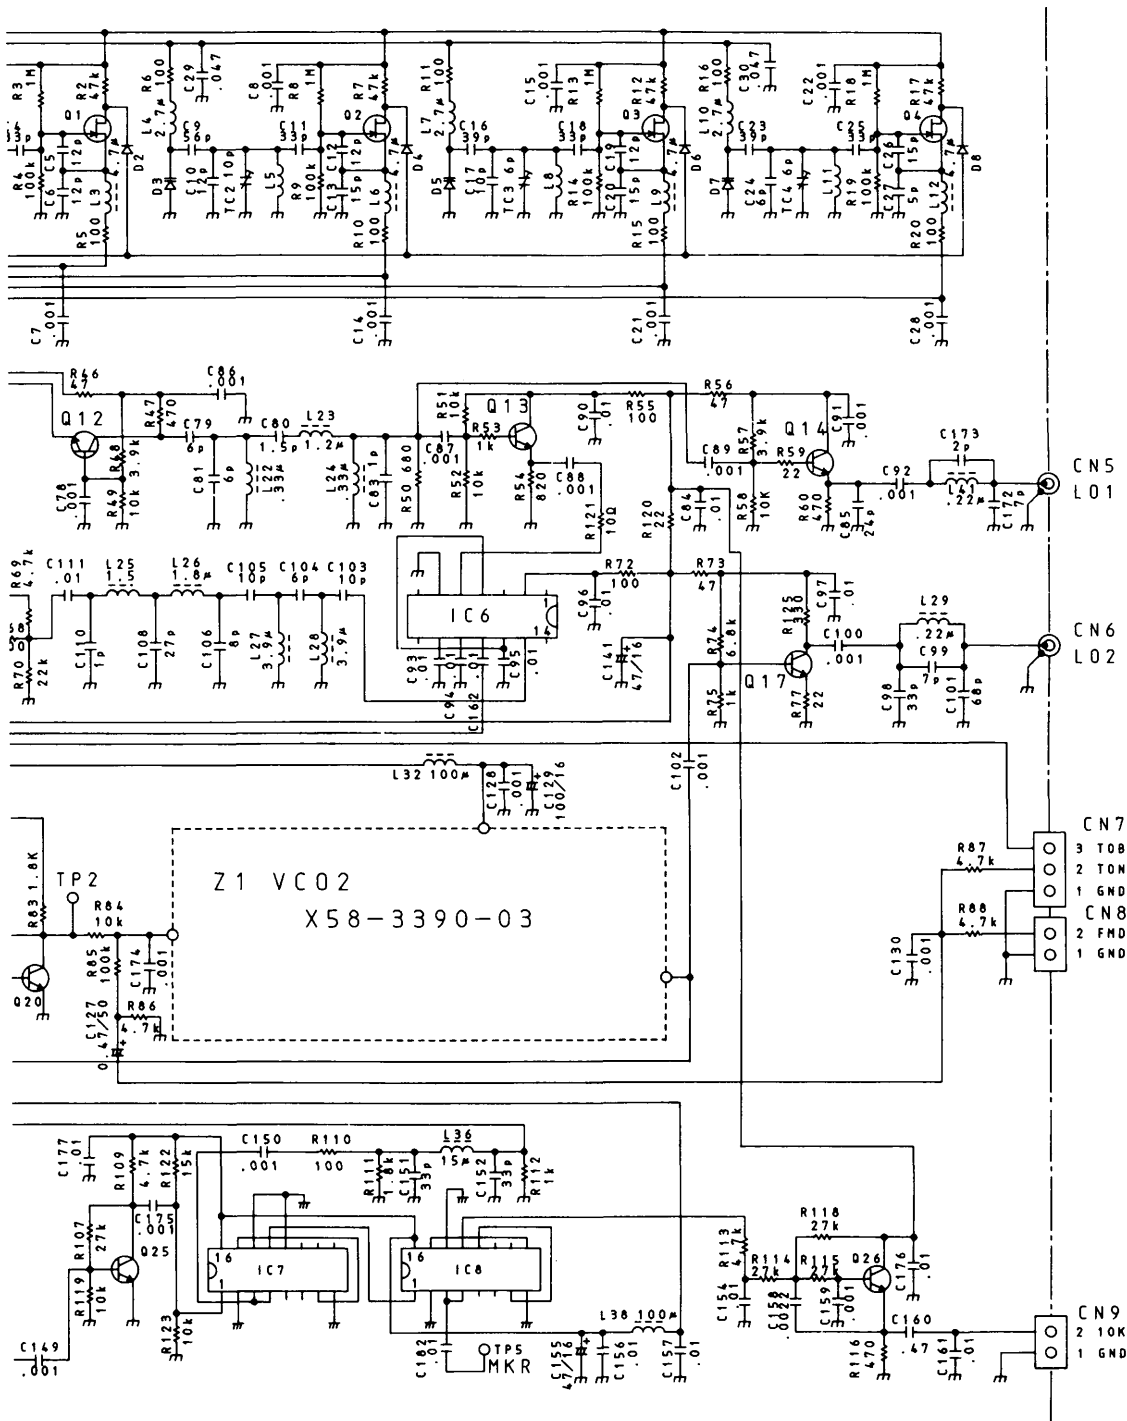 R3
1M
R2
47k
R6
100
C29
.047
C8
.001
R8
1M
R7
47k
R11
100
C15
.001
R13
1M
R12
47k
R16
100
C30
.047
C22
.001
R18
1M
R17
47k
Q1
L4
2.7μ
C9
56p
C11
33p
Q2
L7
2.7μ
C16
39p
C18
33p
Q3
L10
2.7μ
C23
39p
C25
33p
Q4
33p
R4
100k
C5
12p
C6
12p
L3
4.7μ
D2
D3
C10
12p
TC2 10p
L5
R9
100k
C12
12p
C13
15p
L6
4.7μ
D4
D5
C17
10p
TC3 6p
L8
R14
100k
C19
12p
C20
15p
L9
4.7μ
D6
D7
C24
6p
TC4 6p
L11
R19
100k
C26
15p
C27
5p
L12
4.7μ
D8
R5
100
R10
100
R15
100
R20
100
C7
.001
C14
.001
C21
.001
C28
.001
R46
47
C86
.001
Q12
R47
470
C79
6p
C80
1.5p
L23
1.2μ
R51
10k
Q13
R53
1k
C87
.001
C90
.01
R55
100
R56
47
R57
3.9k
Q14
C91
.01
C78
.001
R48
3.9k
R49
10k
C81
6p
L22
.33μ
L24
.33μ
C83 1p
R50 680
R52
10k
R54
820
C88
.001
C89
.001
R59
22
C92
.001
C173
2p
L41
.22μ
CN5
LO1
R121
10Ω
R120
22
C84
.01
R58
10K
R60
470
C85
24p
C172
7p
R69
4.7k
C111
.01
L25
1.5
L26
1.8μ
C105
10p
C104
6p
C103
10p
IC6
1
14
C96
.01
R72
100
R73
47
R125
330
C97
.01
L29
.22μ
C100
.001
CN6
LO2
R70
22k
C110
1p
C108
27p
C106
8p
L27
3.9μ
L28
3.9μ
C93
.01
C94
.01
C162
.01
C95
.01
C141
47/16
R74
6.8k
R75
1k
Q17
R77
22
C98
33p
C99
7p
C101
68p
L32 100μ
C128
.001
C129
100/16
C102
.001
R83 1.8K
TP2
Z1 VCO2
X58-3390-03
R84
10k
R85
100k
C174
.001
Q20
C127
0.47/50
R86
4.7k
R87
4.7k
CN7
3 TOB
2 TON
1 GND
CN8
R88
4.7k
2 FMD
1 GND
C130
.001
C177
.01
R109
4.7k
R122
15k
C150
.001
R110
100
R111
1.8k
C151
33p
L36
15μ
C152
33p
R112
1k
R107
27k
C175
.001
Q25
R119
10k
R123
10k
C149
.001
16
1
IC7
16
1
IC8
R113
4.7k
R118
27k
R114
27k
R115
27k
Q26
C176
.01
C154
.01
C158
.0022
C159
.001
C160
.47
R116
470
C161
.01
CN9
2 10K
1 GND
C182
.01
TP5
MKR
C155
47/16
C156
.01
L38 100μ
C157
.01